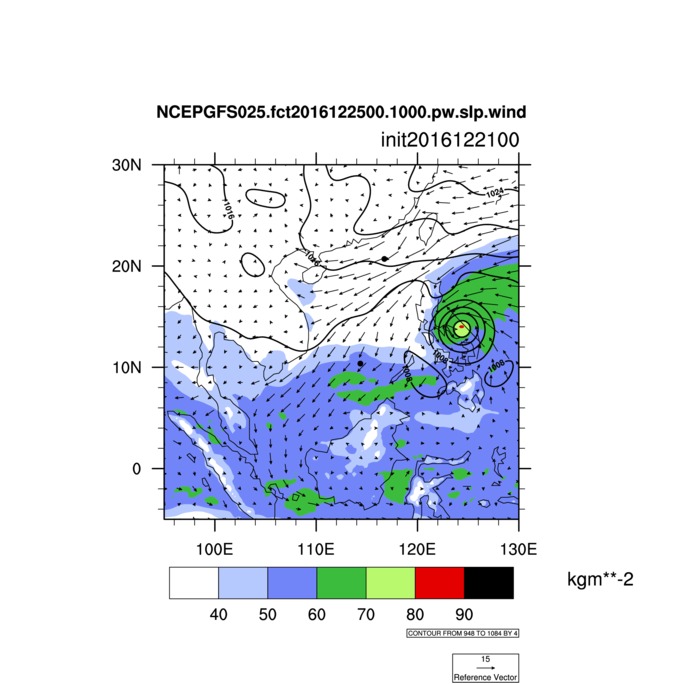 NCEPGFS025.fct2016122500.1000.pw.slp.wind
init2016122100
30N
1024
1016
1016
20N
1008
1008
1008
10N
0
100E
110E
120E
130E
kgm**-2
40
50
60
70
80
90
CONTOUR FROM 948 TO 1084 BY 4
15
Reference Vector